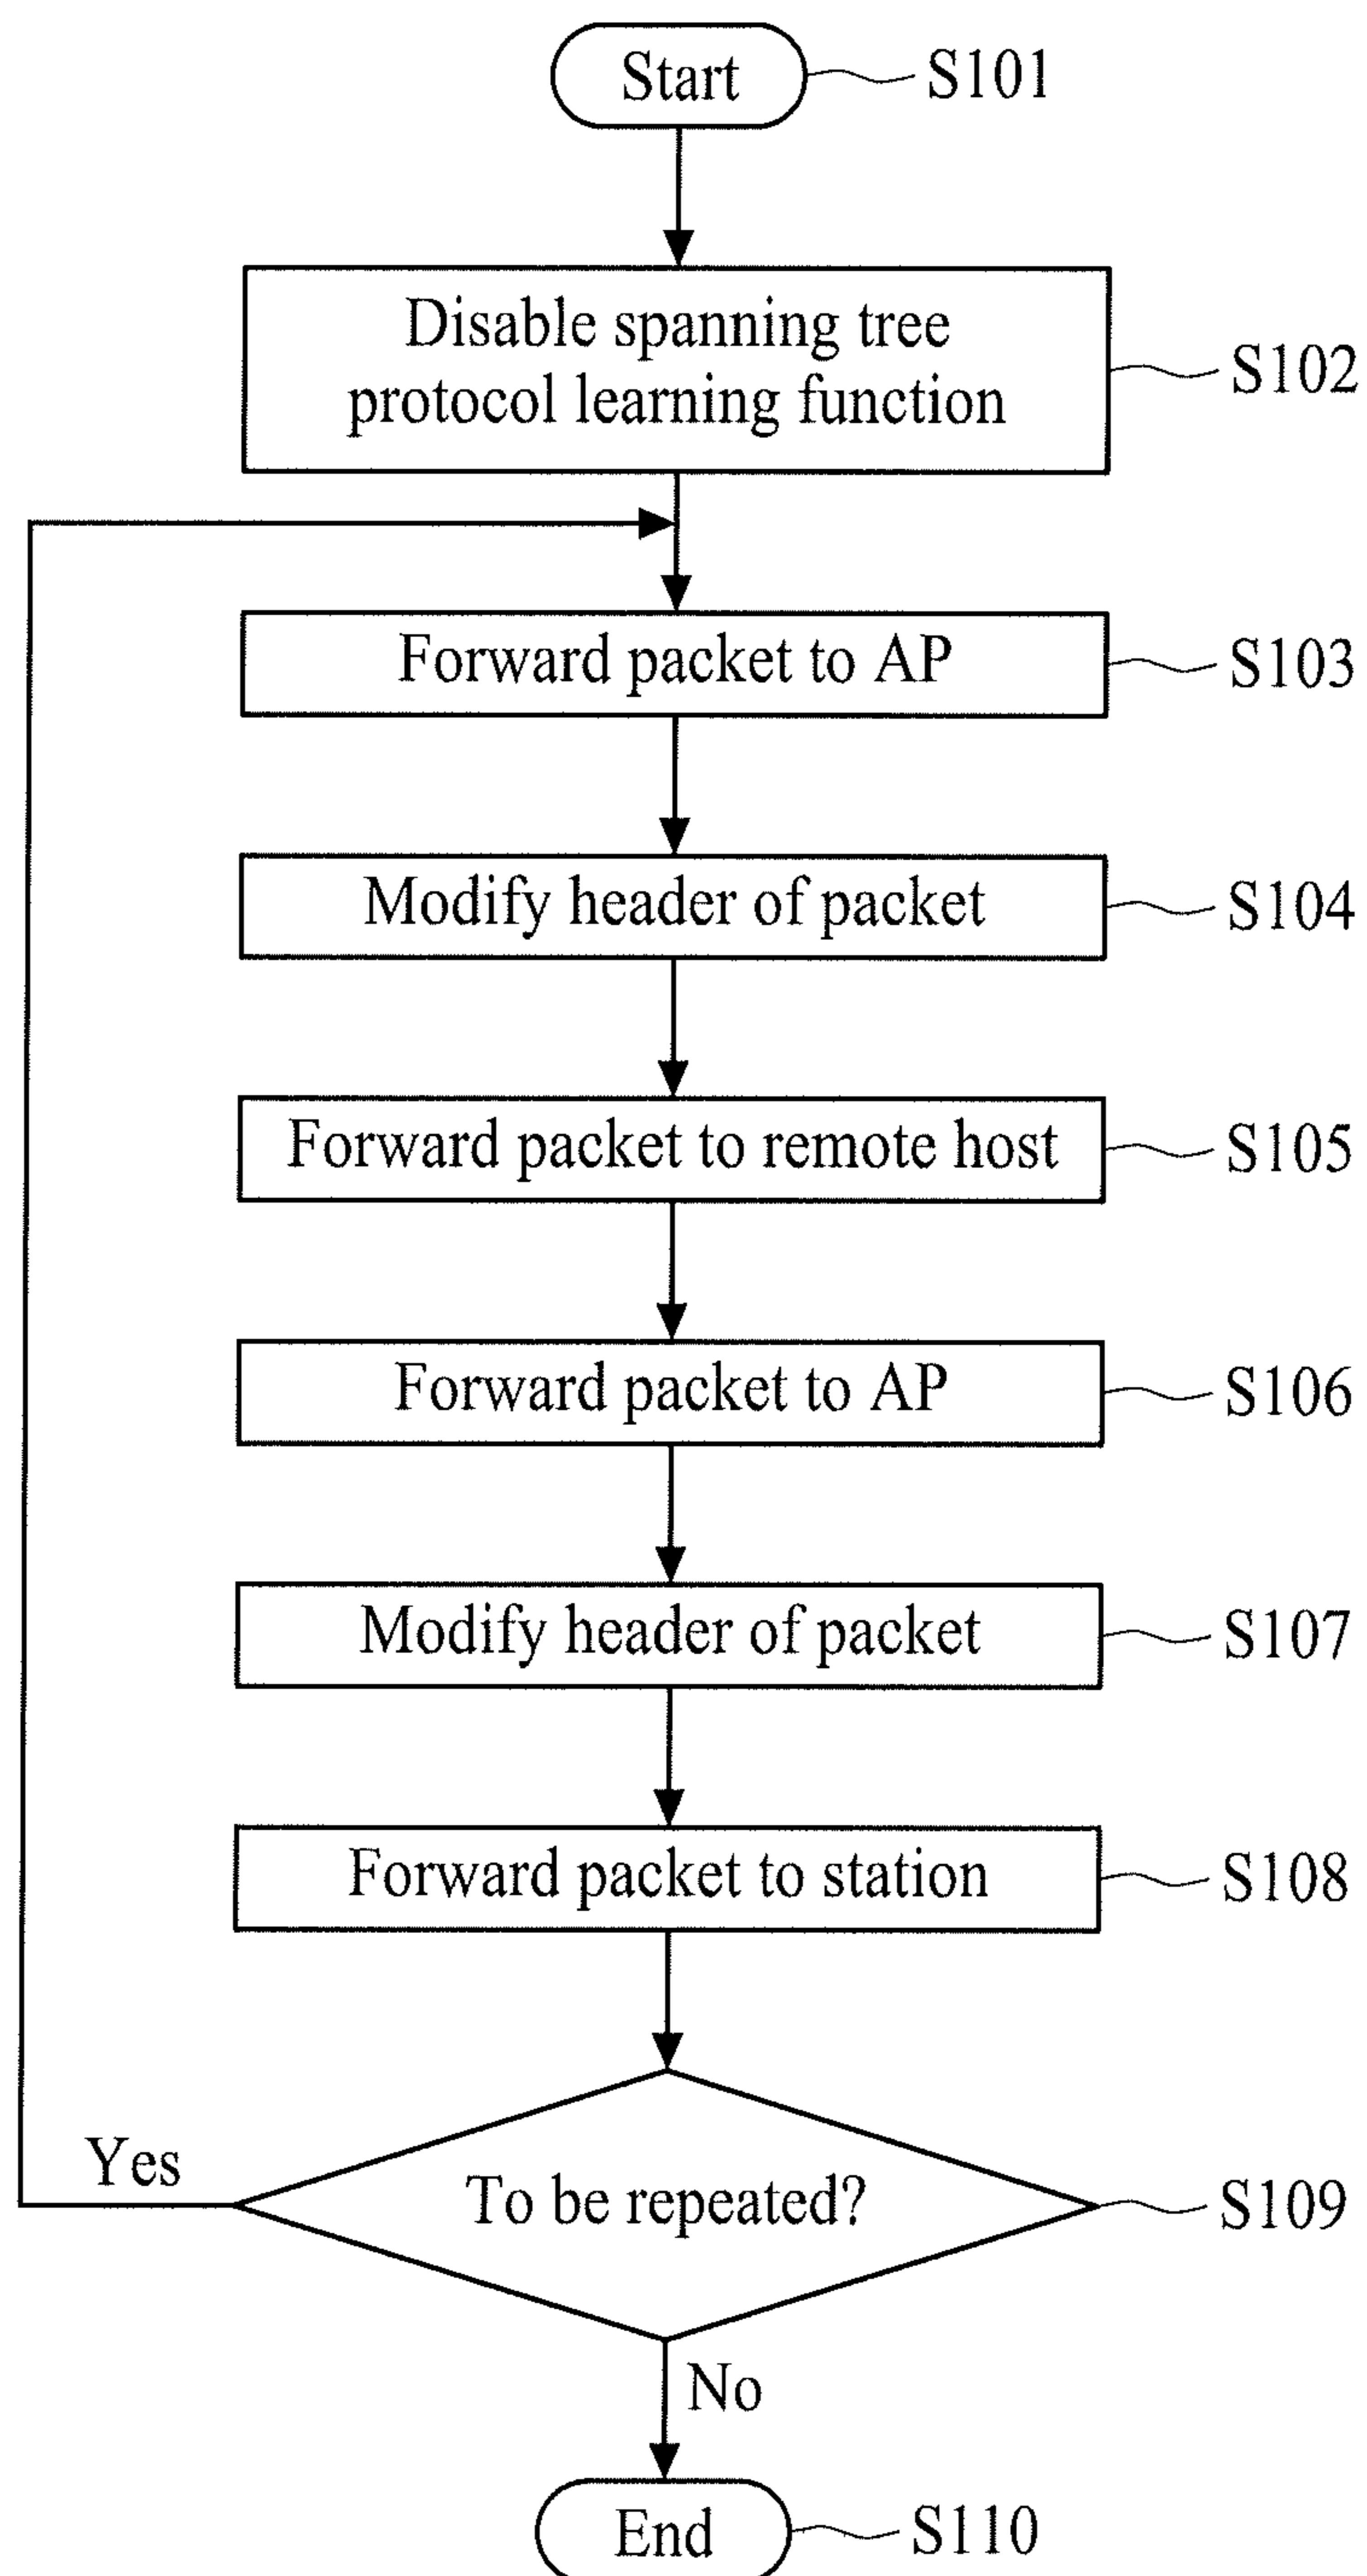 Start S101
Disable spanning tree
protocol learning function
S102
Forward packet to AP S103
Modify header of packet S104
Forward packet to remote host S105
Forward packet to AP S106
Modify header of packet S107
Forward packet to station S108
Yes
To be repeated? S109
No
End S110